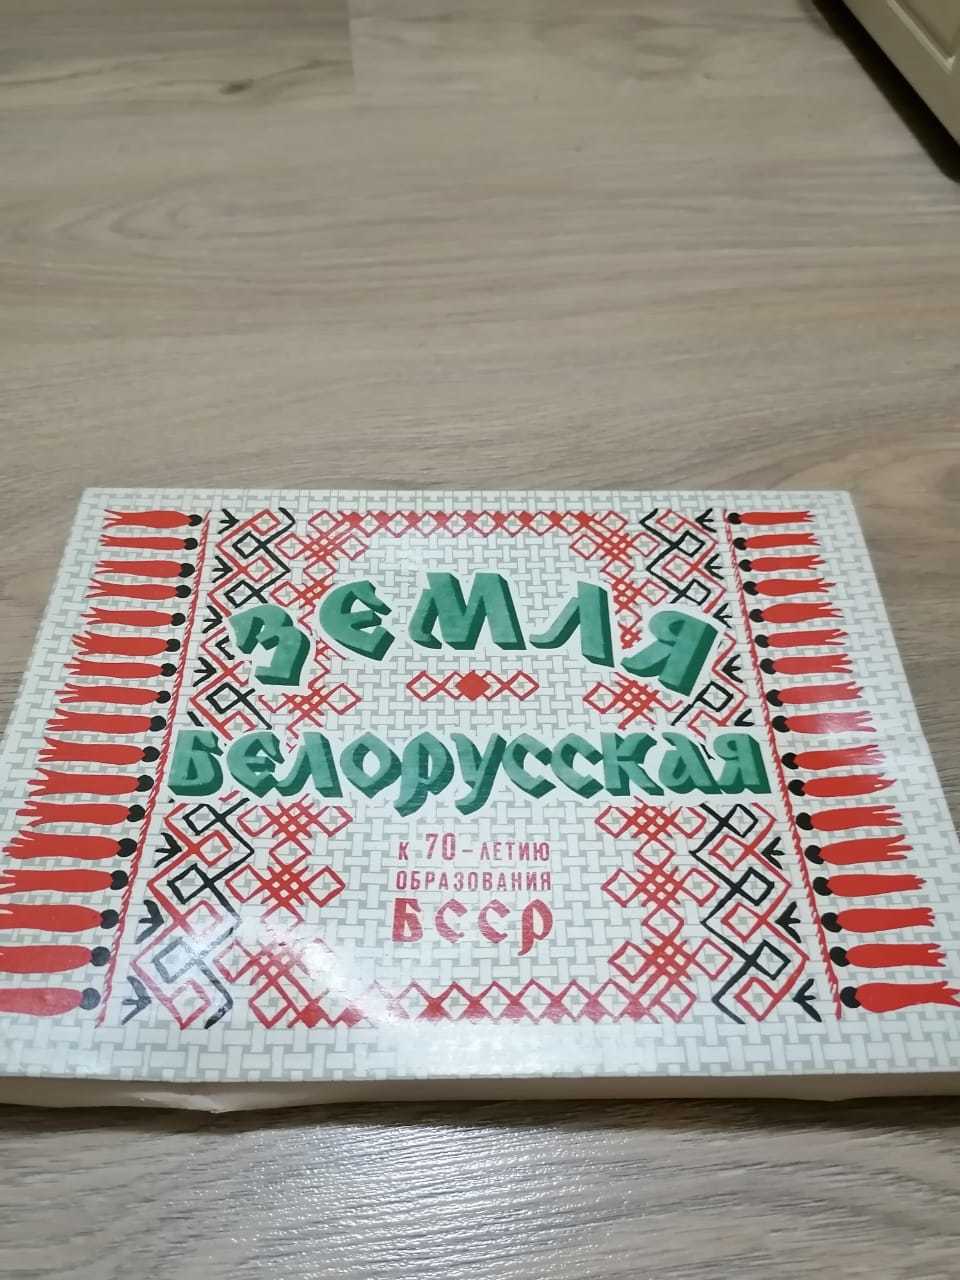 ЗЕМЛЯ
БЕЛОРУССКАЯ
К 70-ЛЕТИЮ
ОБРАЗОВАНИЯ
БССР